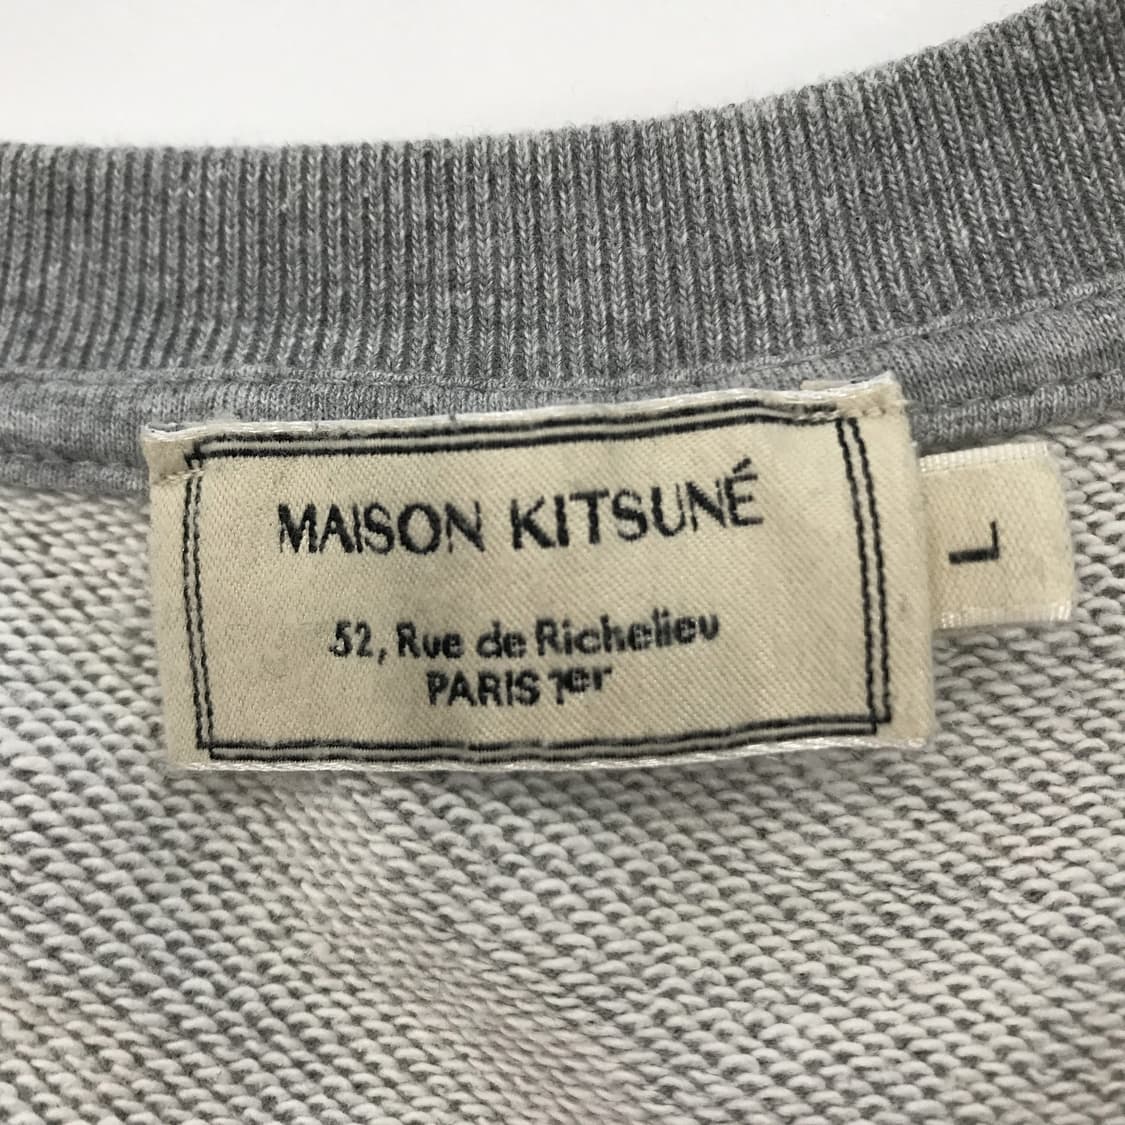 MAISON KITSUNÉ
52, Rue de Richelieu
PARIS 1er
L